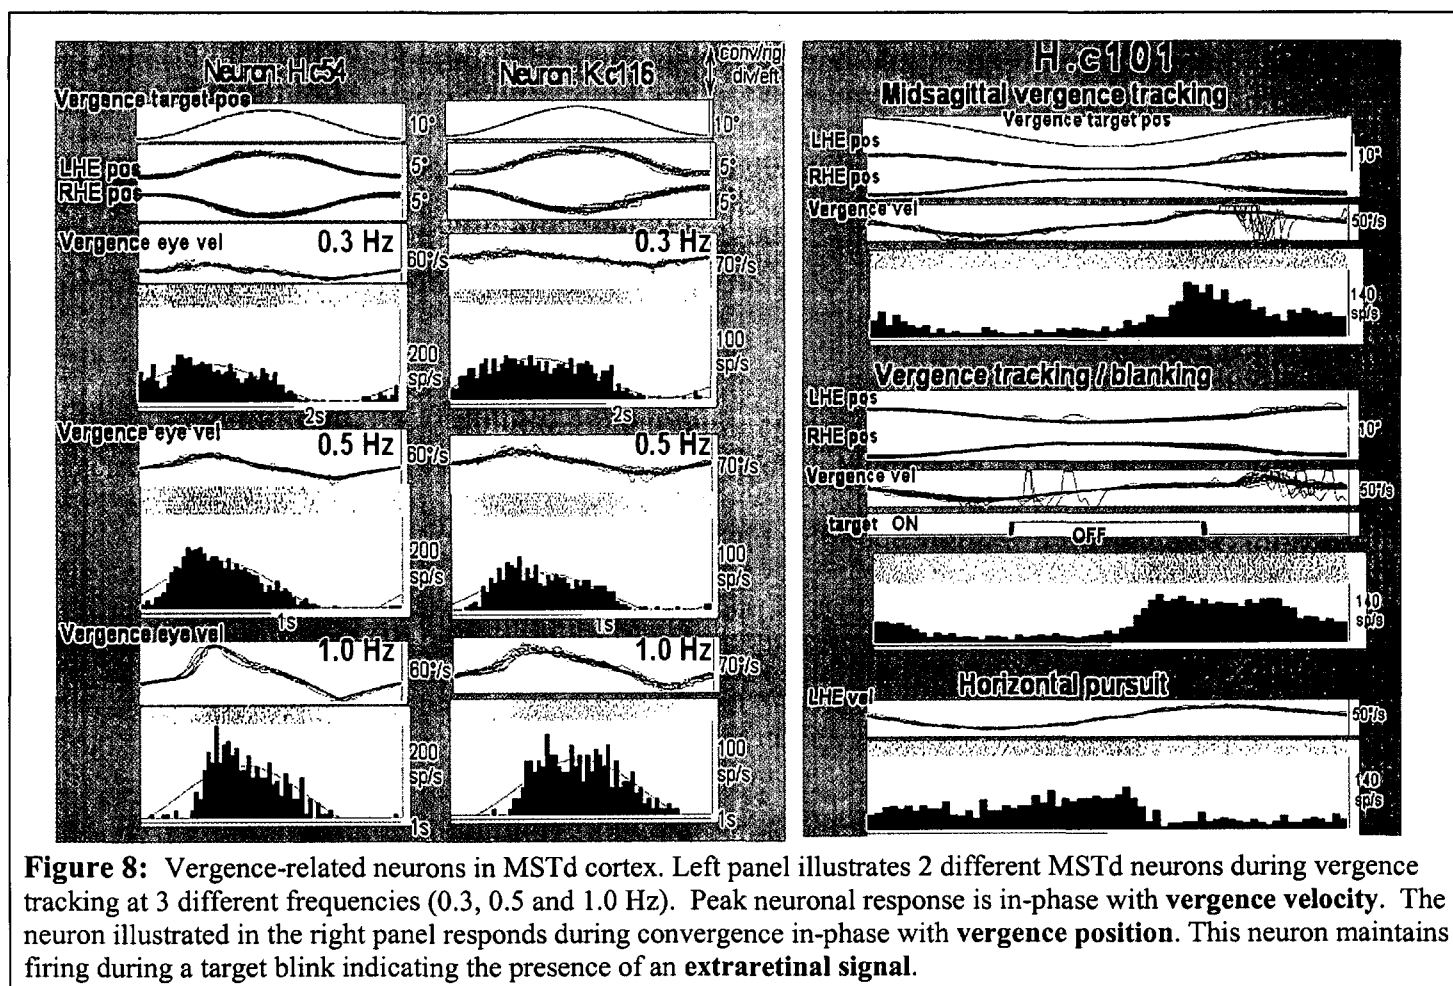 Neuron: H.c54
Neuron: K.c116
conv/rig
div/left
Vergence target pos
10°
10°
LHE pos
5°
5°
RHE pos
5°
5°
Vergence eye vel
0.3 Hz
60°/s
0.3 Hz
70°/s
200
sp/s
100
sp/s
2s
2s
Vergence eye vel
0.5 Hz
60°/s
0.5 Hz
70°/s
200
sp/s
100
sp/s
1s
1s
Vergence eye vel
1.0 Hz
60°/s
1.0 Hz
70°/s
200
sp/s
100
sp/s
1s
1s
H.c101
Midsagittal vergence tracking
Vergence target pos
LHE pos
10°
RHE pos
Vergence vel
50°/s
140
sp/s
Vergence tracking / blanking
LHE pos
10°
RHE pos
Vergence vel
50°/s
target ON
OFF
140
sp/s
Horizontal pursuit
LHE vel
50°/s
140
sp/s
Figure 8: Vergence-related neurons in MSTd cortex. Left panel illustrates 2 different MSTd neurons during vergence
tracking at 3 different frequencies (0.3, 0.5 and 1.0 Hz). Peak neuronal response is in-phase with vergence velocity. The
neuron illustrated in the right panel responds during convergence in-phase with vergence position. This neuron maintains
firing during a target blink indicating the presence of an extraretinal signal.